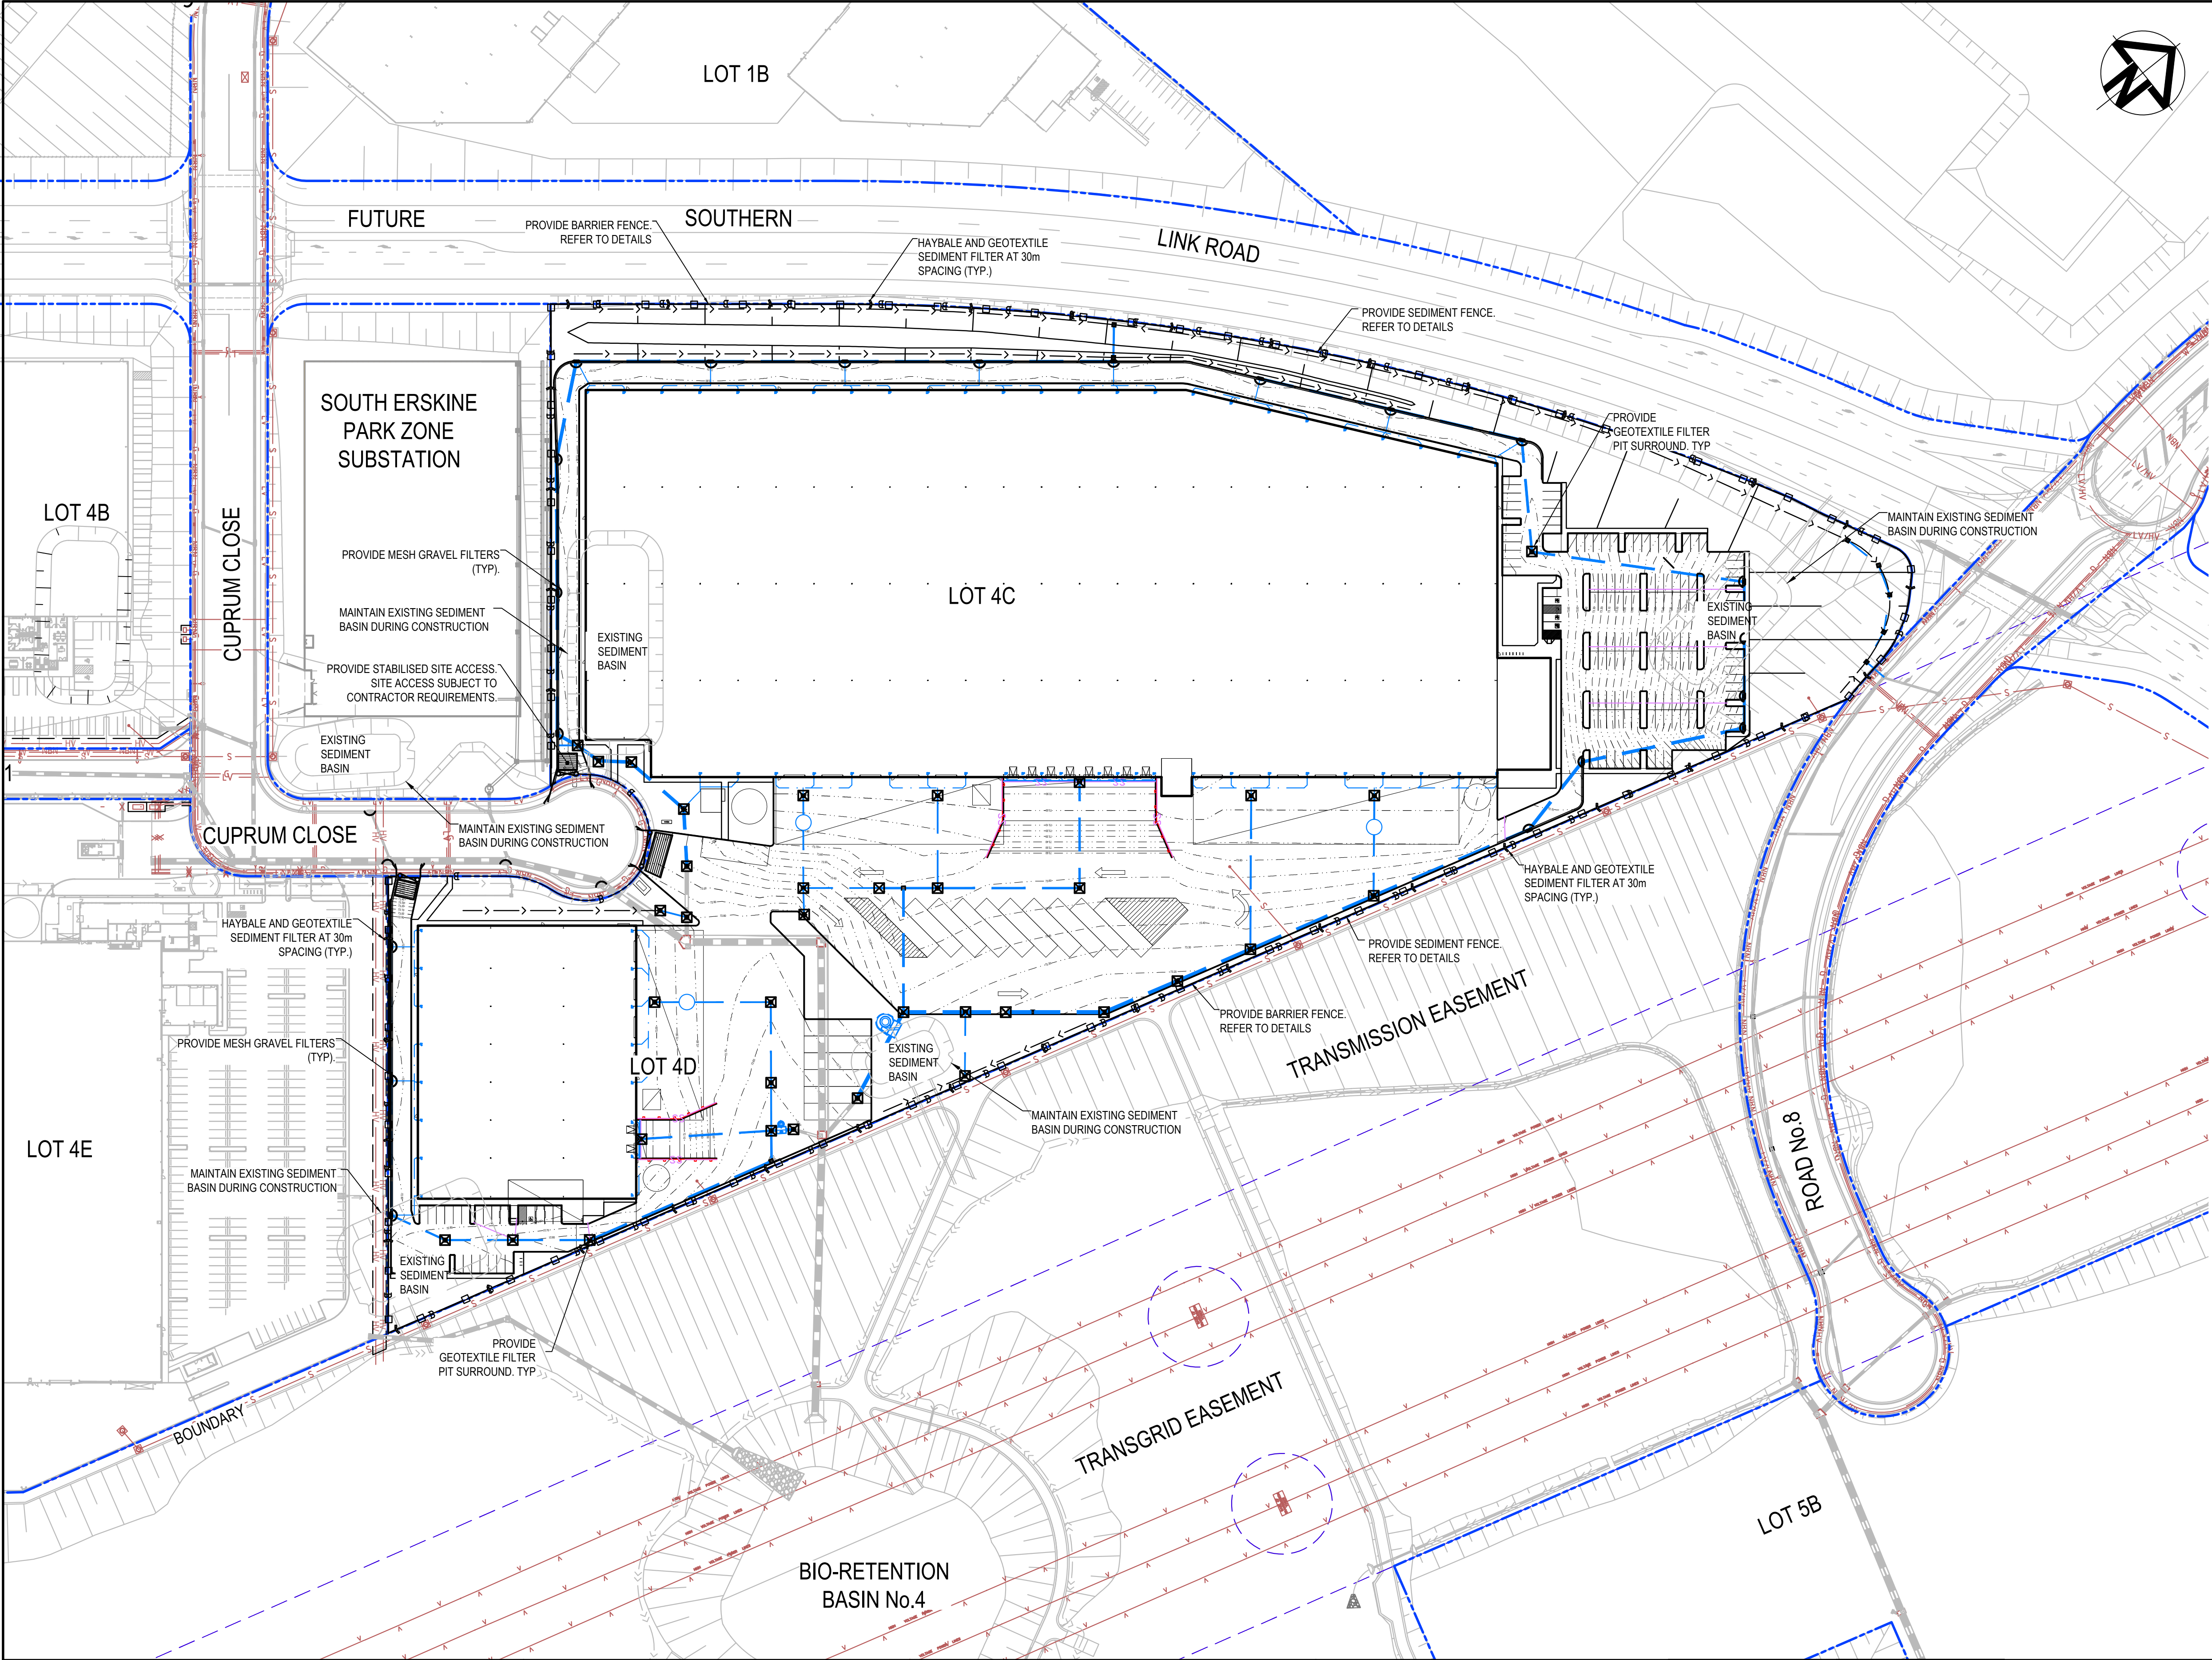 LOT 1B
N
FUTURE
SOUTHERN
LINK ROAD
PROVIDE BARRIER FENCE.
REFER TO DETAILS
HAYBALE AND GEOTEXTILE
SEDIMENT FILTER AT 30m
SPACING (TYP.)
PROVIDE SEDIMENT FENCE.
REFER TO DETAILS
SOUTH ERSKINE
PARK ZONE
SUBSTATION
PROVIDE
GEOTEXTILE FILTER
PIT SURROUND. TYP
LOT 4B
CUPRUM CLOSE
MAINTAIN EXISTING SEDIMENT
BASIN DURING CONSTRUCTION
PROVIDE MESH GRAVEL FILTERS
(TYP).
LOT 4C
MAINTAIN EXISTING SEDIMENT
BASIN DURING CONSTRUCTION
EXISTING
SEDIMENT
BASIN
EXISTING
SEDIMENT
BASIN
PROVIDE STABILISED SITE ACCESS.
SITE ACCESS SUBJECT TO
CONTRACTOR REQUIREMENTS.
EXISTING
SEDIMENT
BASIN
1
CUPRUM CLOSE
MAINTAIN EXISTING SEDIMENT
BASIN DURING CONSTRUCTION
HAYBALE AND GEOTEXTILE
SEDIMENT FILTER AT 30m
SPACING (TYP.)
HAYBALE AND GEOTEXTILE
SEDIMENT FILTER AT 30m
SPACING (TYP.)
PROVIDE SEDIMENT FENCE.
REFER TO DETAILS
PROVIDE BARRIER FENCE.
REFER TO DETAILS
TRANSMISSION EASEMENT
PROVIDE MESH GRAVEL FILTERS
(TYP).
LOT 4D
EXISTING
SEDIMENT
BASIN
MAINTAIN EXISTING SEDIMENT
BASIN DURING CONSTRUCTION
LOT 4E
MAINTAIN EXISTING SEDIMENT
BASIN DURING CONSTRUCTION
ROAD No.8
EXISTING
SEDIMENT
BASIN
PROVIDE
GEOTEXTILE FILTER
PIT SURROUND. TYP
BOUNDARY
TRANSGRID EASEMENT
LOT 5B
BIO-RETENTION
BASIN No.4